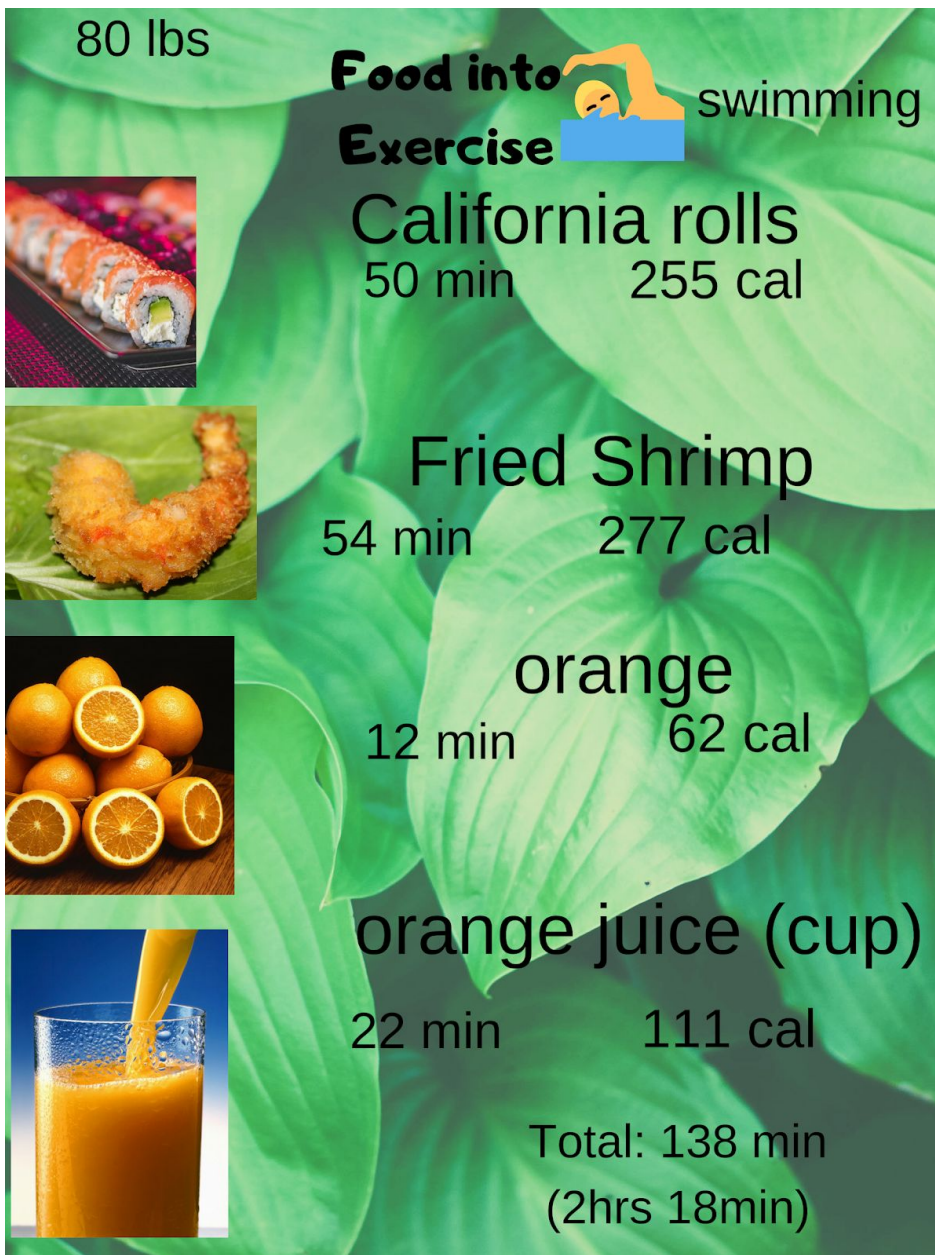 80 lbs
Food into
Exercise
swimming
California rolls
50 min 255 cal
Fried Shrimp
54 min 277 cal
orange
12 min 62 cal
orange juice (cup)
22 min 111 cal
Total: 138 min
(2hrs 18min)